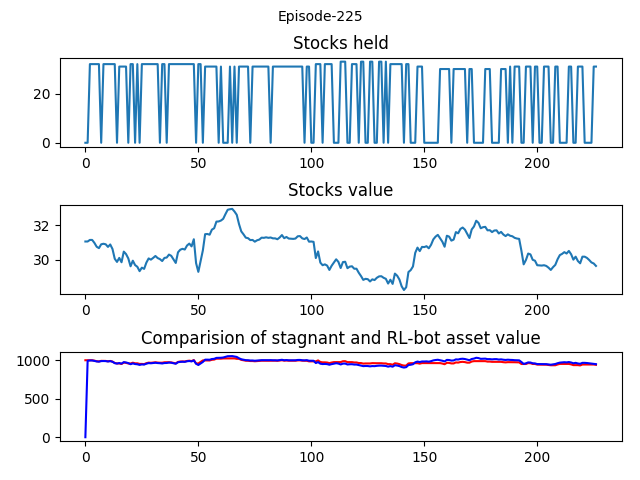 Episode-225
Stocks held
20
0
0 50 100 150 200
Stocks value
32
30
0 50 100 150 200
Comparision of stagnant and RL-bot asset value
1000
500
0
0 50 100 150 200